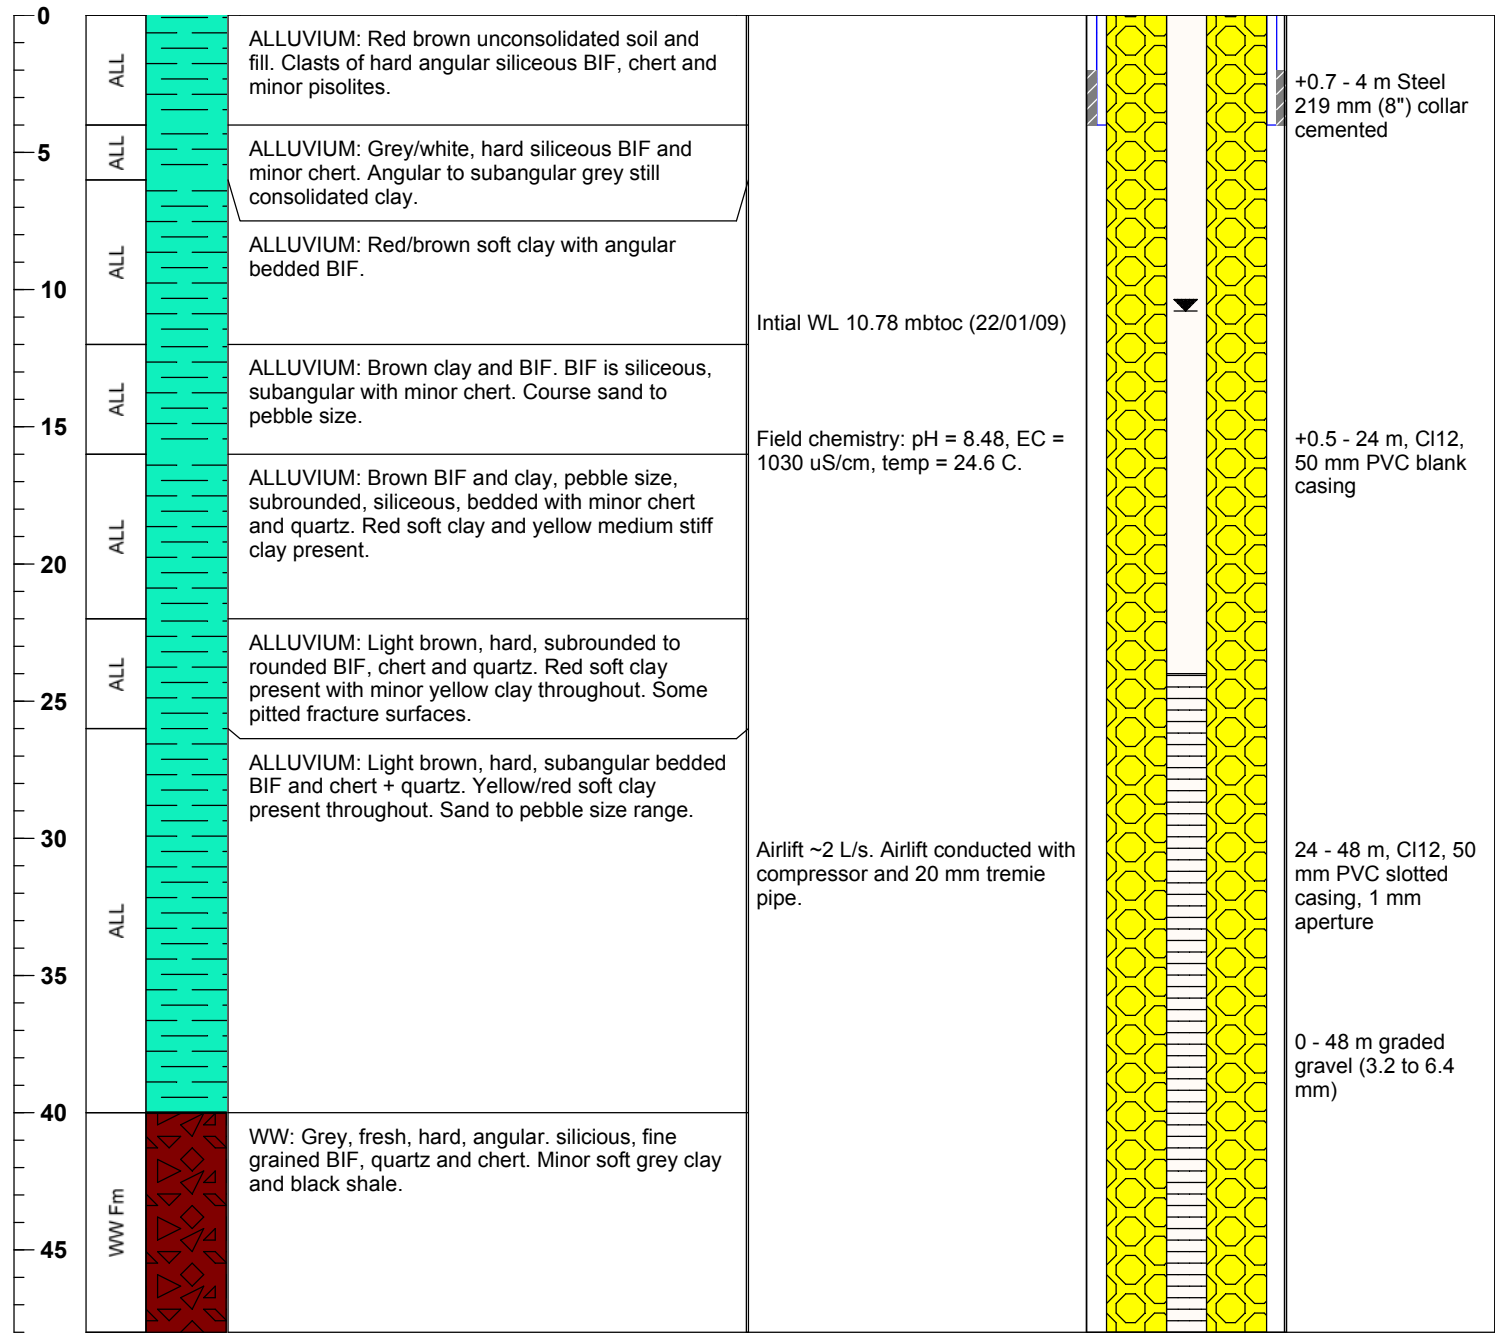 0
5
10
15
20
25
30
35
40
45
ALL
ALL
ALL
ALL
ALL
ALL
ALL
WW Fm
ALLUVIUM: Red brown unconsolidated soil and
fill. Clasts of hard angular siliceous BIF, chert and
minor pisolites.
ALLUVIUM: Grey/white, hard siliceous BIF and
minor chert. Angular to subangular grey still
consolidated clay.
ALLUVIUM: Red/brown soft clay with angular
bedded BIF.
ALLUVIUM: Brown clay and BIF. BIF is siliceous,
subangular with minor chert. Course sand to
pebble size.
ALLUVIUM: Brown BIF and clay, pebble size,
subrounded, siliceous, bedded with minor chert
and quartz. Red soft clay and yellow medium stiff
clay present.
ALLUVIUM: Light brown, hard, subrounded to
rounded BIF, chert and quartz. Red soft clay
present with minor yellow clay throughout. Some
pitted fracture surfaces.
ALLUVIUM: Light brown, hard, subangular bedded
BIF and chert + quartz. Yellow/red soft clay
present throughout. Sand to pebble size range.
WW: Grey, fresh, hard, angular. silicious, fine
grained BIF, quartz and chert. Minor soft grey clay
and black shale.
Intial WL 10.78 mbtoc (22/01/09)
Field chemistry: pH = 8.48, EC =
1030 uS/cm, temp = 24.6 C.
Airlift ~2 L/s. Airlift conducted with
compressor and 20 mm tremie
pipe.
+0.7 - 4 m Steel
219 mm (8") collar
cemented
+0.5 - 24 m, Cl12,
50 mm PVC blank
casing
24 - 48 m, Cl12, 50
mm PVC slotted
casing, 1 mm
aperture
0 - 48 m graded
gravel (3.2 to 6.4
mm)